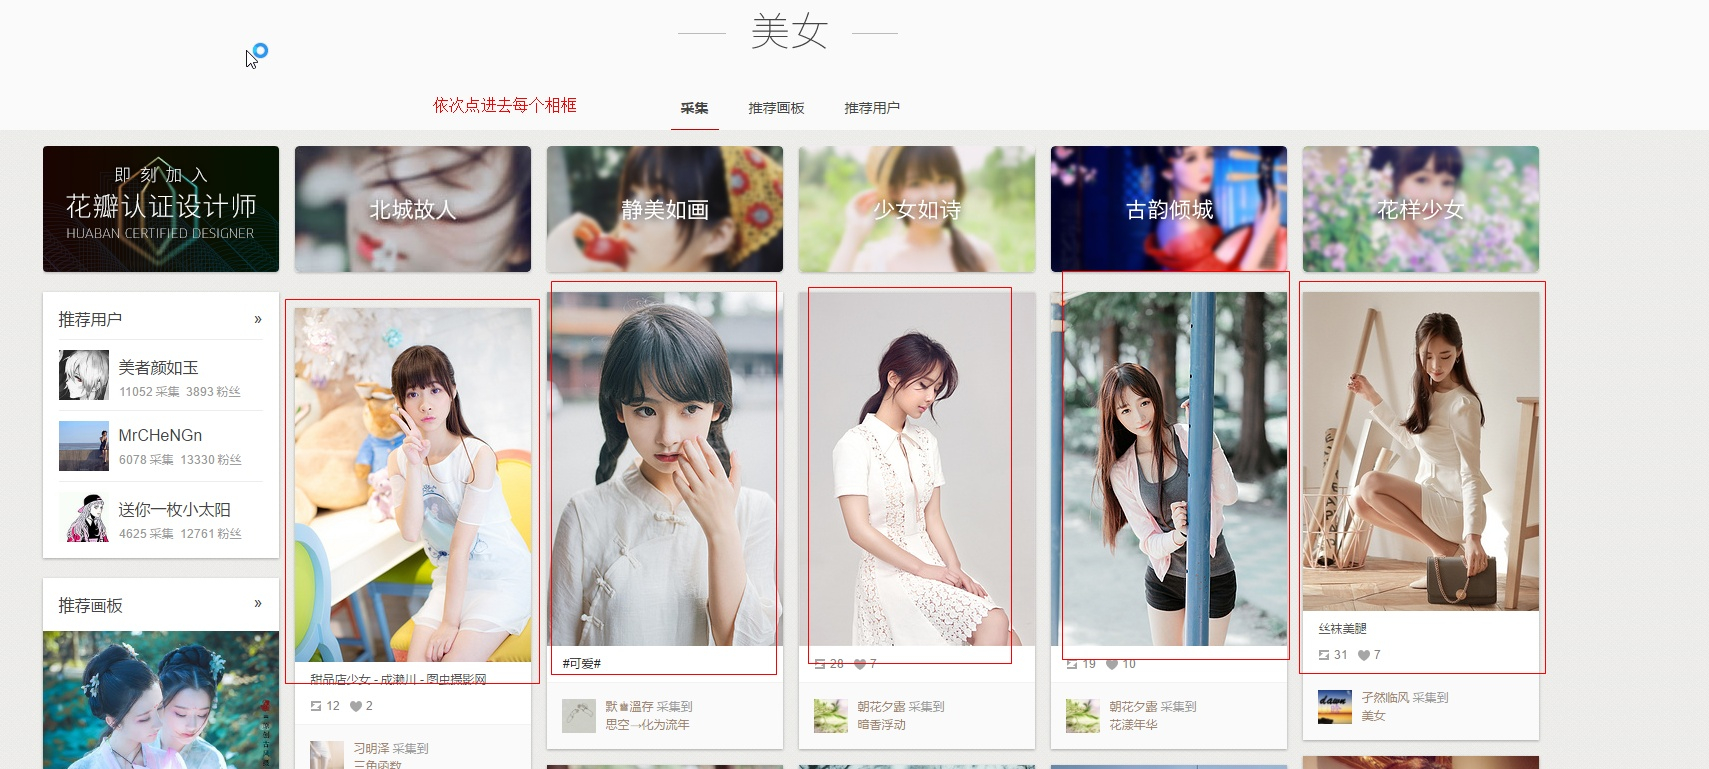 美女
依次点进去每个相框
采集 推荐画板 推荐用户
即刻加入
花瓣认证设计师
HUABAN CERTIFIED DESIGNER
北城故人
静美如画
少女如诗
古韵倾城
花样少女
推荐用户 »
美者颜如玉
11052 采集 3893 粉丝
MrCHeNGn
6078 采集 13330 粉丝
送你一枚小太阳
4625 采集 12761 粉丝
推荐画板 »
甜品店少女 - 成濑川 - 图虫摄影网
12 2
习明泽 采集到
三角函数
#可爱#
默 溫存 采集到
思空→化为流年
28 7
朝花夕露 采集到
暗香浮动
19 10
朝花夕露 采集到
花漾年华
丝袜美腿
31 7
孑然临风 采集到
美女
dawn